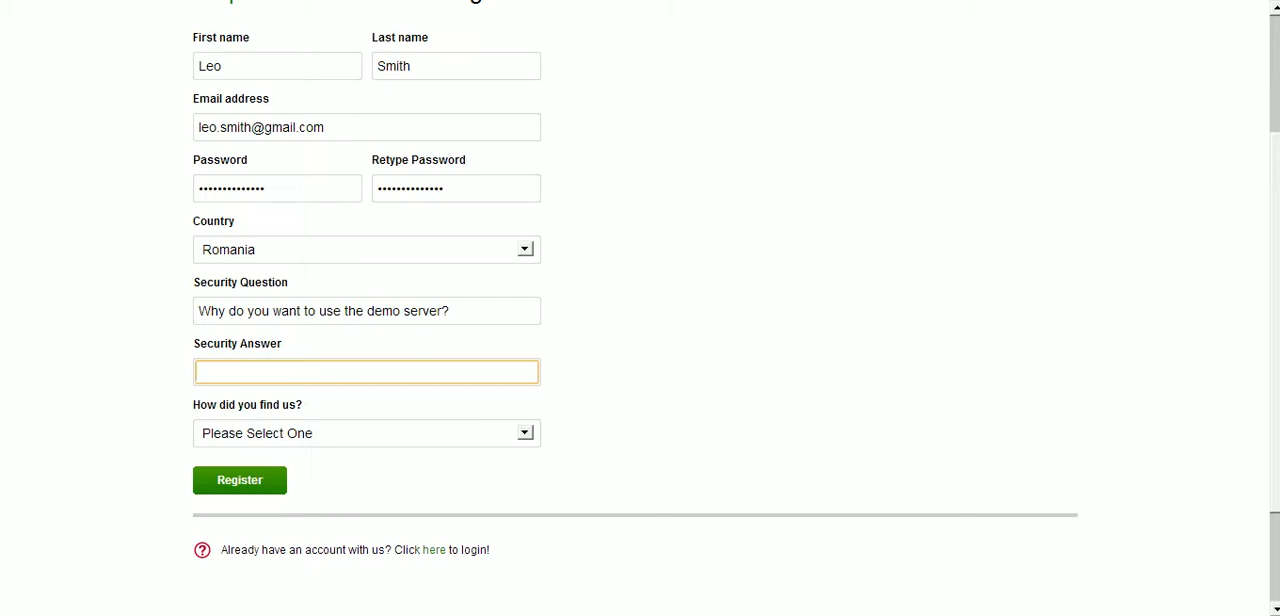 First name Last name
Leo Smith
Email address
leo.smith@gmail.com
Password Retype Password
•••••••••••••• ••••••••••••••
Country
Romania
Security Question
Why do you want to use the demo server?
Security Answer
How did you find us?
Please Select One
Register
Already have an account with us? Click here to login!